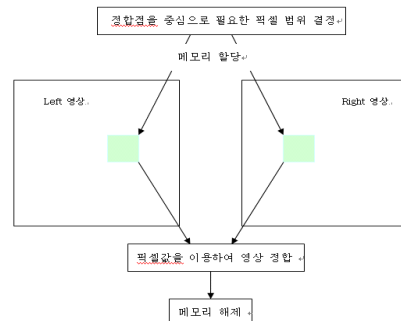 정합점을 중심으로 필요한 픽셀 범위 결정
메모리 할당
Left 영상
Right 영상
픽셀값을 이용하여 영상 정합
메모리 해제